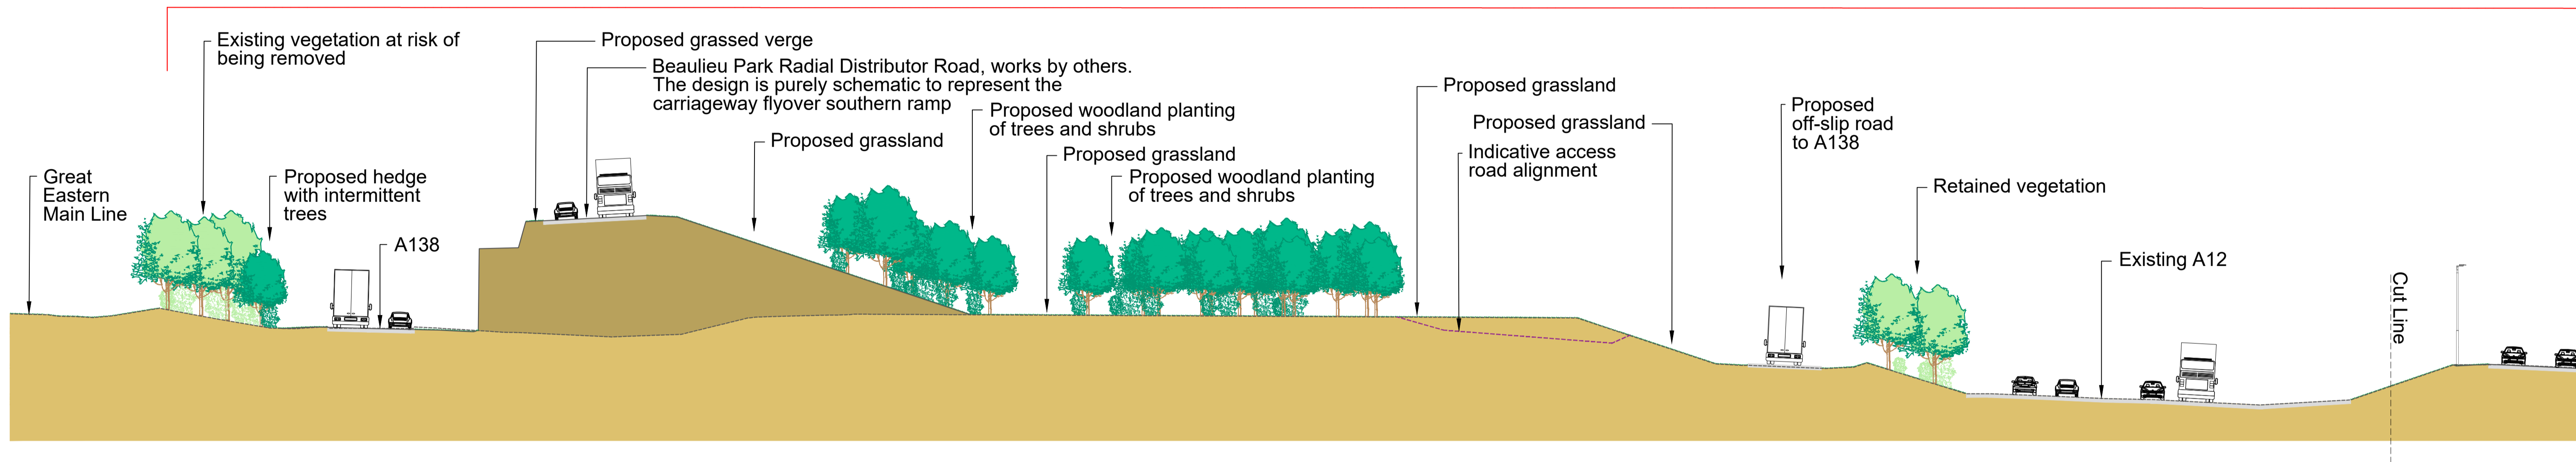 Existing vegetation at risk of
being removed
Proposed grassed verge
Beaulieu Park Radial Distributor Road, works by others.
The design is purely schematic to represent the
carriageway flyover southern ramp
Proposed woodland planting
of trees and shrubs
Proposed grassland
Proposed grassland
Proposed woodland planting
of trees and shrubs
Proposed grassland
Proposed grassland
Indicative access
road alignment
Proposed
off-slip road
to A138
Great
Eastern
Main Line
Proposed hedge
with intermittent
trees
A138
Retained vegetation
Existing A12
Cut Line